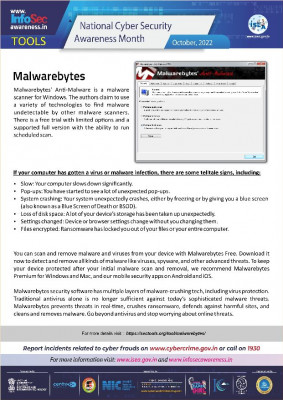 www.
InfoSec
awareness.in
TOOLS
National Cyber Security
Awareness Month
October, 2022
www.isea.gov.in
Malwarebytes
Malwarebytes' Anti-Malware is a malware
scanner for Windows. The authors claim to use
a variety of technologies to find malware
undetectable by other malware scanners.
There is a free trial with limited options and a
supported full version with the ability to run
scheduled scan.
Malwarebytes Anti-Malware
If your computer has gotten a virus or malware infection, there are some telltale signs, including:
• Slow: Your computer slows down significantly.
• Pop-ups: You have started to see a lot of unexpected pop-ups.
• System crashing: Your system unexpectedly crashes, either by freezing or by giving you a blue screen
(also known as a Blue Screen of Death or BSOD).
• Loss of disk space: A lot of your device's storage has been taken up unexpectedly.
• Settings changed: Device or browser settings change without you changing them.
• Files encrypted: Ransomware has locked you out of your files or your entire computer.
You can scan and remove malware and viruses from your device with Malwarebytes Free. Download it
now to detect and remove all kinds of malware like viruses, spyware, and other advanced threats. To keep
your device protected after your initial malware scan and removal, we recommend Malwarebytes
Premium for Windows and Mac, and our mobile security app on Android and iOS.
Malwarebytes security software has multiple layers of malware-crushing tech, including virus protection.
Traditional antivirus alone is no longer sufficient against today's sophisticated malware threats.
Malwarebytes prevents threats in real-time, crushes ransomware, defends against harmful sites, and
cleans and removes malware. Go beyond antivirus and stop worrying about online threats.
For more details visit : https://sectools.org/tool/malwarebytes/
Report incidents related to cyber frauds on www.cybercrime.gov.in or call on 1930
For more information visit: www.isea.gov.in and www.infosecawareness.in
NIC